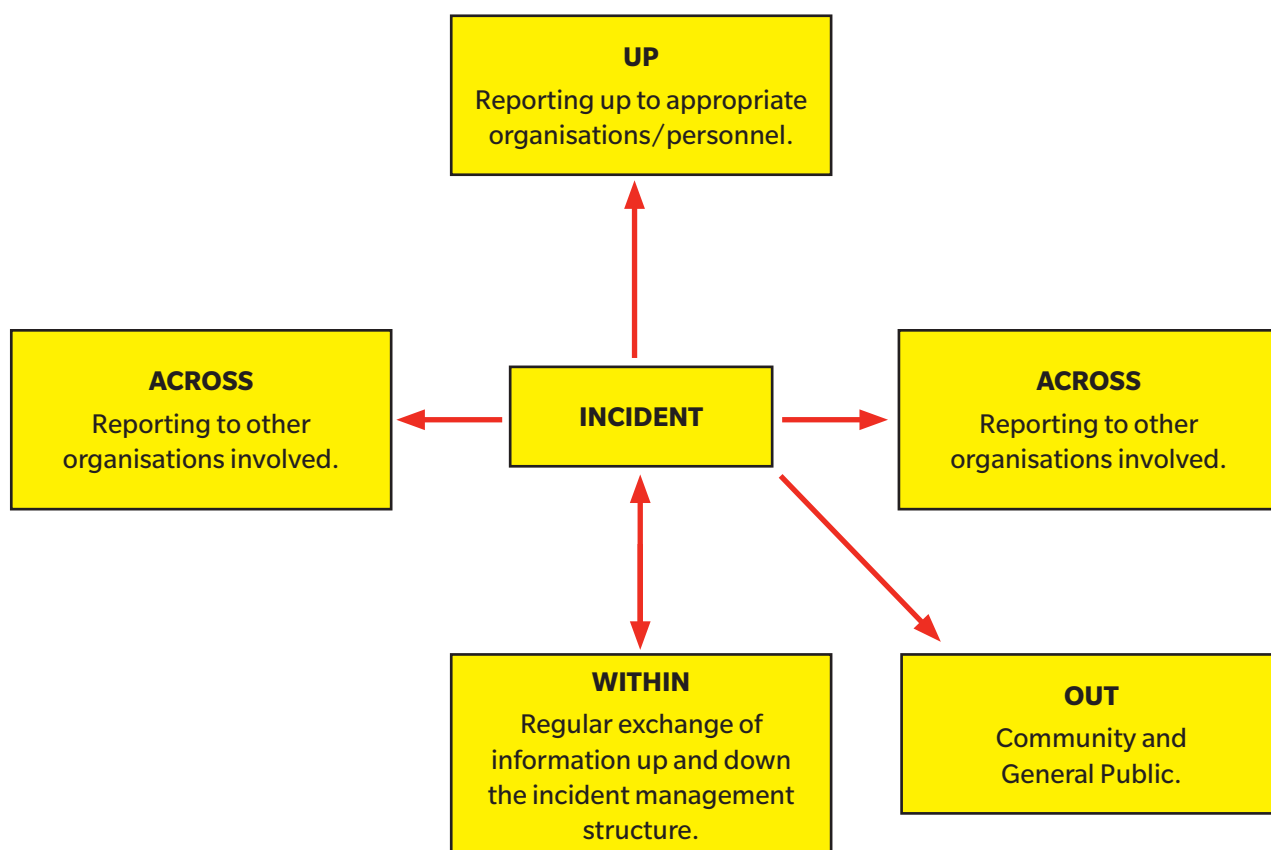 UP
Reporting up to appropriate
organisations/personnel.
ACROSS
Reporting to other
organisations involved.
INCIDENT
ACROSS
Reporting to other
organisations involved.
WITHIN
Regular exchange of
information up and down
the incident management
structure.
OUT
Community and
General Public.